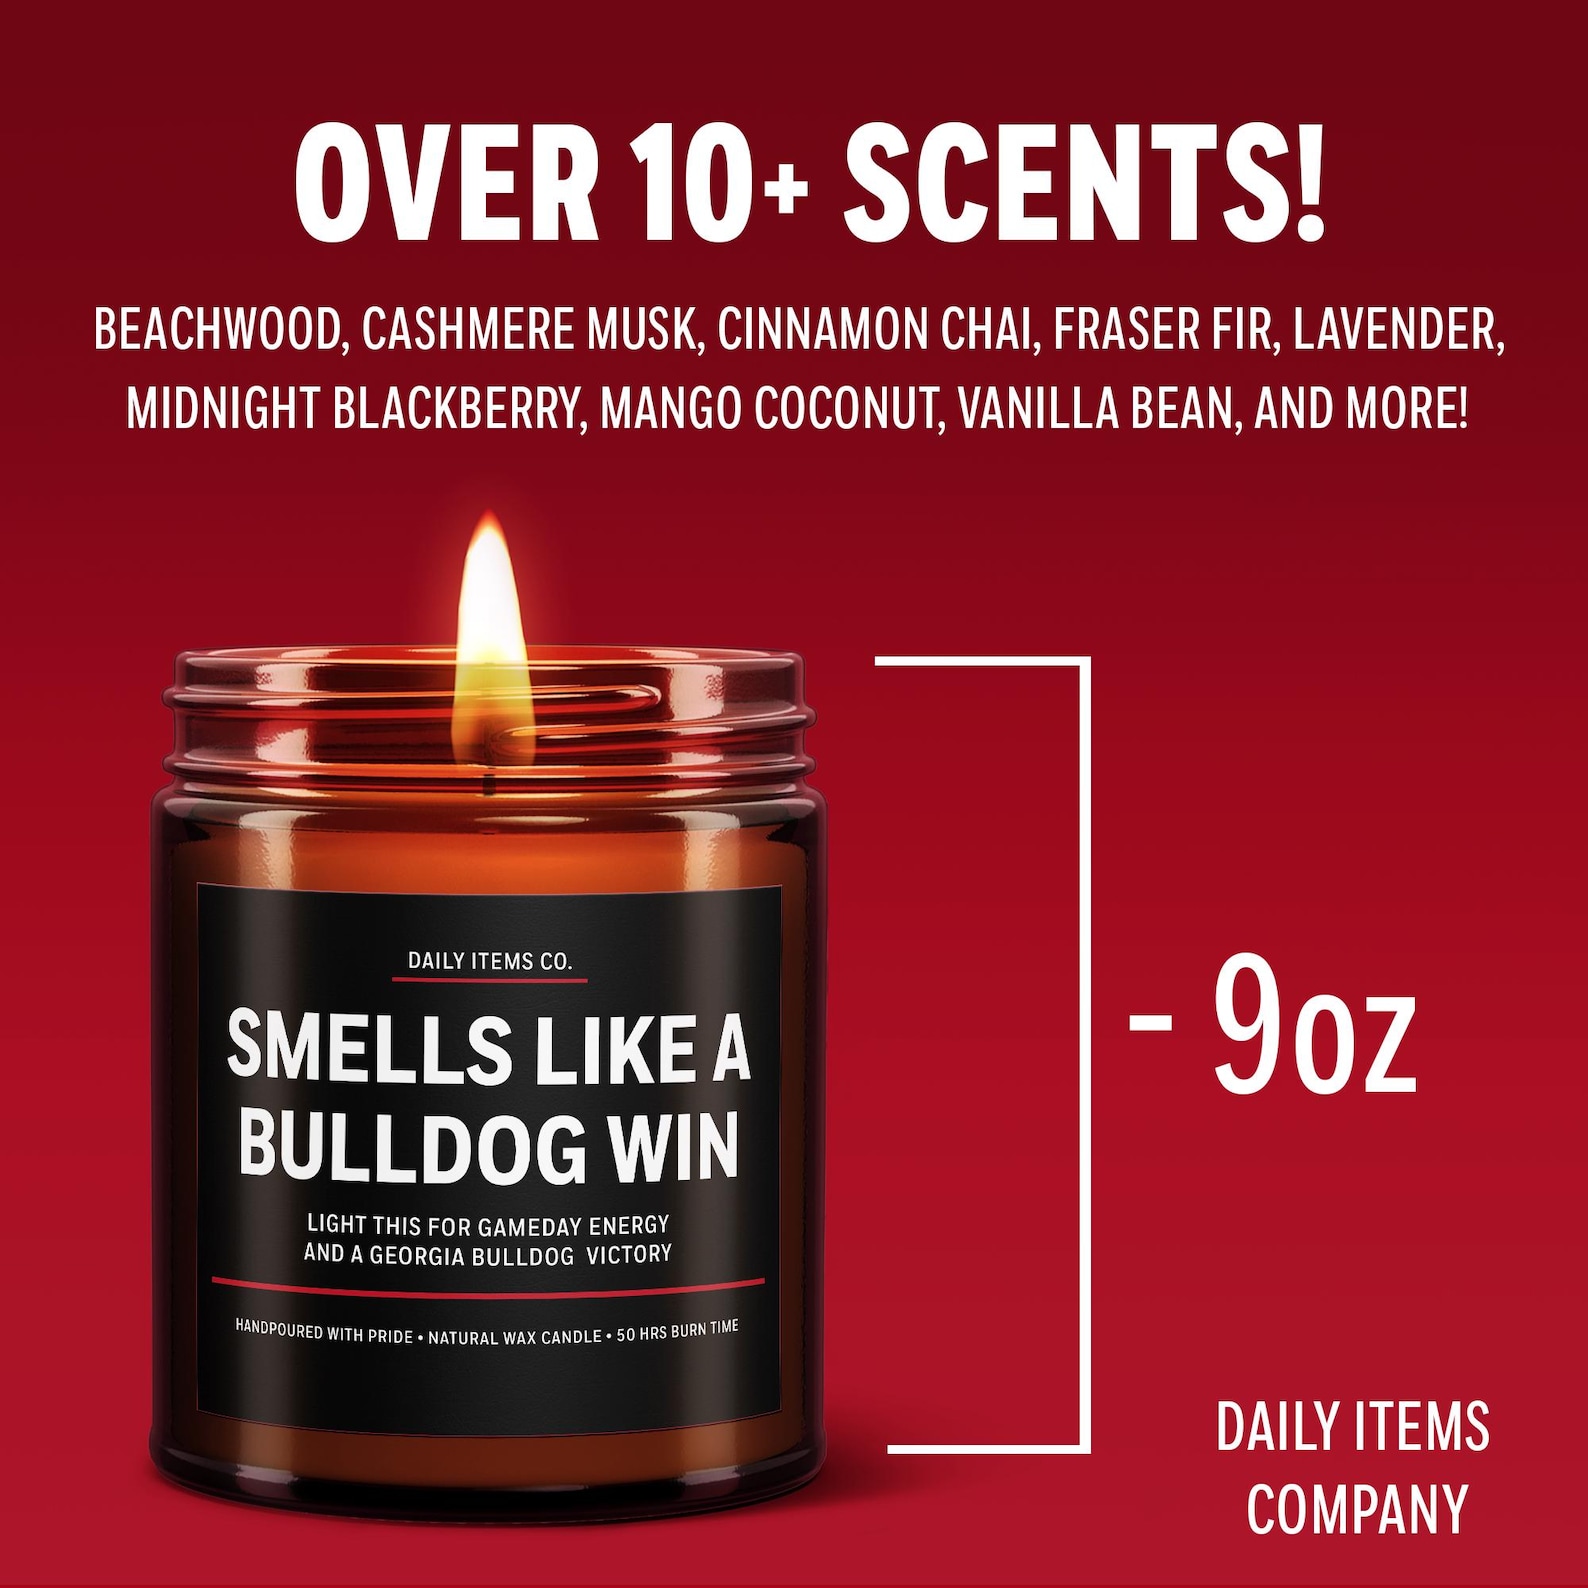 OVER 10+ SCENTS!
BEACHWOOD, CASHMERE MUSK, CINNAMON CHAI, FRASER FIR, LAVENDER,
MIDNIGHT BLACKBERRY, MANGO COCONUT, VANILLA BEAN, AND MORE!
DAILY ITEMS CO.
SMELLS LIKE A
BULLDOG WIN
LIGHT THIS FOR GAMEDAY ENERGY
AND A GEORGIA BULLDOG VICTORY
HANDPOURED WITH PRIDE • NATURAL WAX CANDLE • 50 HRS BURN TIME
- 9oz
DAILY ITEMS
COMPANY